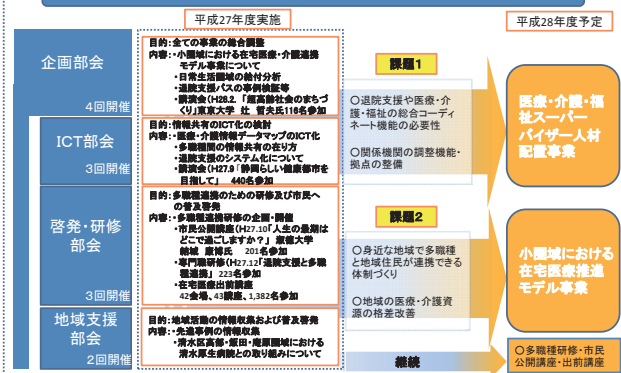 平成27年度実施
平成28年度予定
企画部会
4回開催
目的:全ての事業の総合調整
内容:・小圏域における在宅医療・介護連携
モデル事業について
・日常生活圏域の給付分析
・退院支援パスの事例検証等
・講演会(H28.2.「超高齢社会のまちづ
くり」東京大学 辻 哲夫氏116名参加
ICT部会
3回開催
目的:情報共有のICT化の検討
内容:・医療・介護情報データマップのICT化
・多職種間の情報共有の在り方
・退院支援のシステム化について
・講演会(H27.9「静岡らしい健康都市を
目指して」 440名参加
啓発・研修
部会
3回開催
目的:多職種連携のための研修及び市民へ
の普及啓発
内容:・多職種連携研修の企画・開催
・市民公開講座(H27.10「人生の最期は
どこで過ごしますか?」 淑徳大学
結城 康博氏 201名参加
・専門職研修(H27.12「退院支援と多職
種連携」 223名参加
・在宅医療出前講座
42会場、43講座、1,382名参加
地域支援
部会
2回開催
目的:地域活動の情報収集および普及啓発
内容:・先進事例の情報収集
・清水区高部・飯田・庵原圏域における
清水厚生病院との取り組みについて
課題1
○退院支援や医療・介
護・福祉の総合コーディ
ネート機能の必要性
○関係機関の調整機能・
拠点の整備
課題2
○身近な地域で多職種
と地域住民が連携できる
体制づくり
○地域の医療・介護資
源の格差改善
継続
医療・介護・福
祉スーパー
バイザー人材
配置事業
小圏域における
在宅医療推進
モデル事業
○多職種研修・市民
公開講座・出前講座